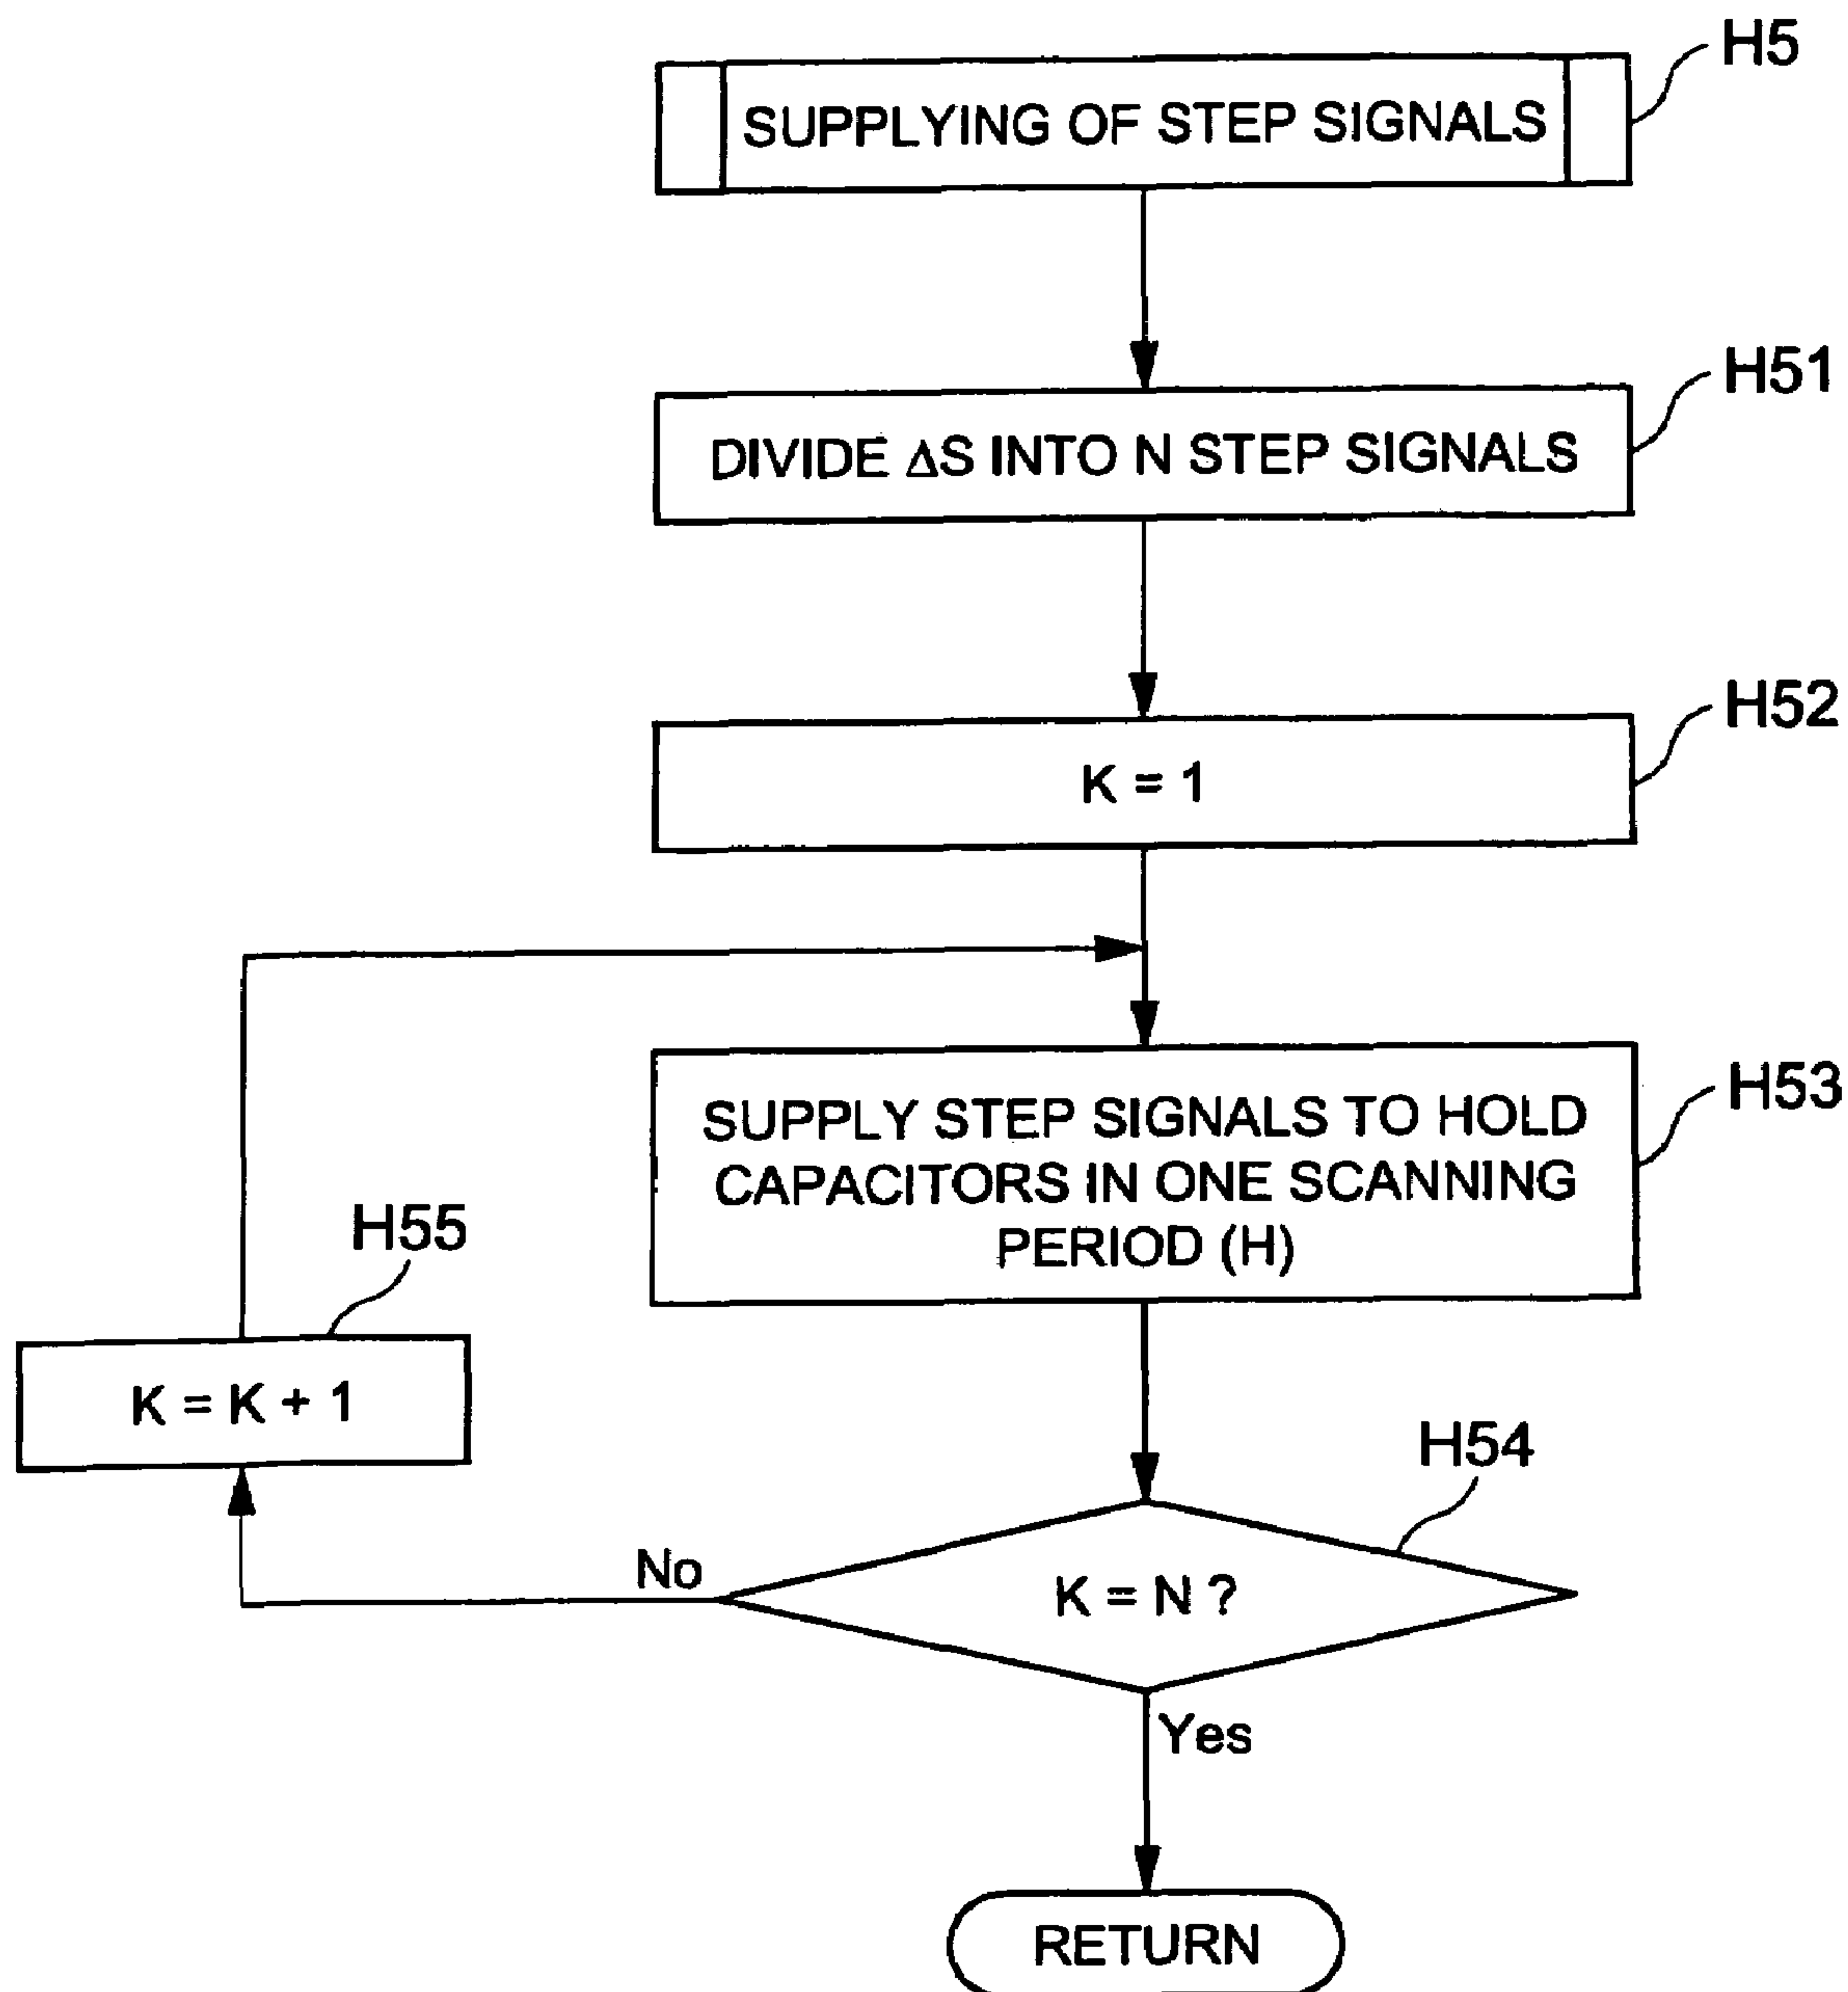 H5
SUPPLYING OF STEP SIGNALS
H51
DIVIDE ΔS INTO N STEP SIGNALS
H52
K = 1
H53
SUPPLY STEP SIGNALS TO HOLD
CAPACITORS IN ONE SCANNING
PERIOD (H)
H55
K = K + 1
H54
No
K = N ?
Yes
RETURN